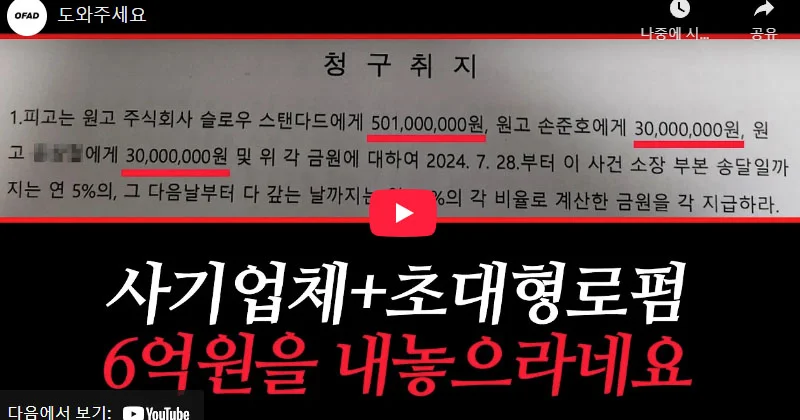 OFAD
도와주세요
나중에 시...
공유
청 구 취 지
1.피고는 원고 주식회사 슬로우 스탠다드에게 501,000,000원, 원고 손준호에게 30,000,000원, 원
고 에게 30,000,000원 및 위 각 금원에 대하여 2024. 7. 28.부터 이 사건 소장 부본 송달일까
지는 연 5%의, 그 다음날부터 다 갚는 날까지는 %의 각 비율로 계산한 금원을 각 지급하라.
사기업체+초대형로펌
6억원을 내놓으라네요
다음에서 보기: YouTube